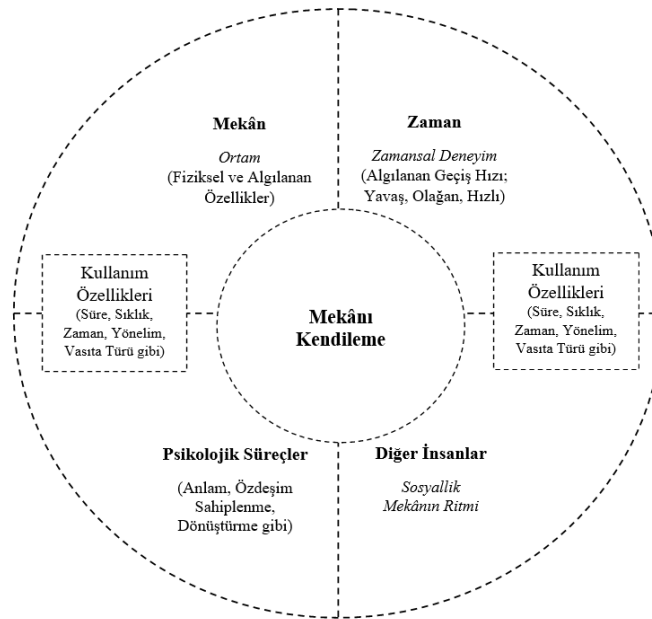 Mekân
Ortam
(Fiziksel ve Algılanan
Özellikler)
Zaman
Zamansal Deneyim
(Algılanan Geçiş Hızı;
Yavaş, Olağan, Hızlı)
Kullanım
Özellikleri
(Süre, Sıklık,
Zaman, Yönelim,
Vasıta Türü gibi)
Mekânı
Kendileme
Kullanım
Özellikleri
(Süre, Sıklık,
Zaman, Yönelim,
Vasıta Türü gibi)
Psikolojik Süreçler
(Anlam, Özdeşim
Sahiplenme,
Dönüştürme gibi)
Diğer İnsanlar
Sosyallik
Mekânın Ritmi